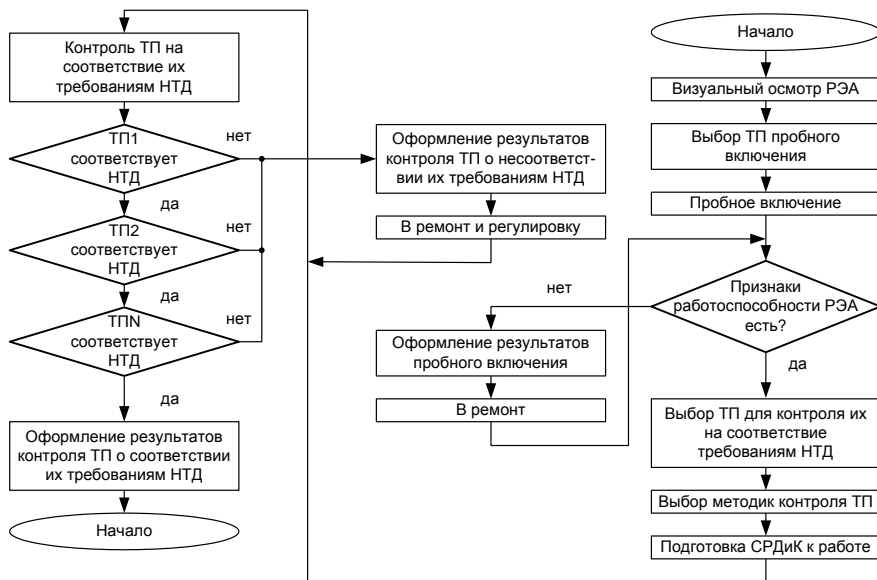 Контроль ТП на
соответствие их
требованиям НТД
ТП1
соответствует
НТД
нет
да
ТП2
соответствует
НТД
нет
да
ТПN
соответствует
НТД
нет
да
Оформление результатов
контроля ТП о соответствии
их требованиям НТД
Начало
Оформление результатов
контроля ТП о несоответст-
вии их требованиям НТД
В ремонт и регулировку
Начало
Визуальный осмотр РЭА
Выбор ТП пробного
включения
Пробное включение
Признаки
работоспособности РЭА
есть?
нет
Оформление результатов
пробного включения
В ремонт
да
Выбор ТП для контроля их
на соответствие
требованиям НТД
Выбор методик контроля ТП
Подготовка СРДиК к работе